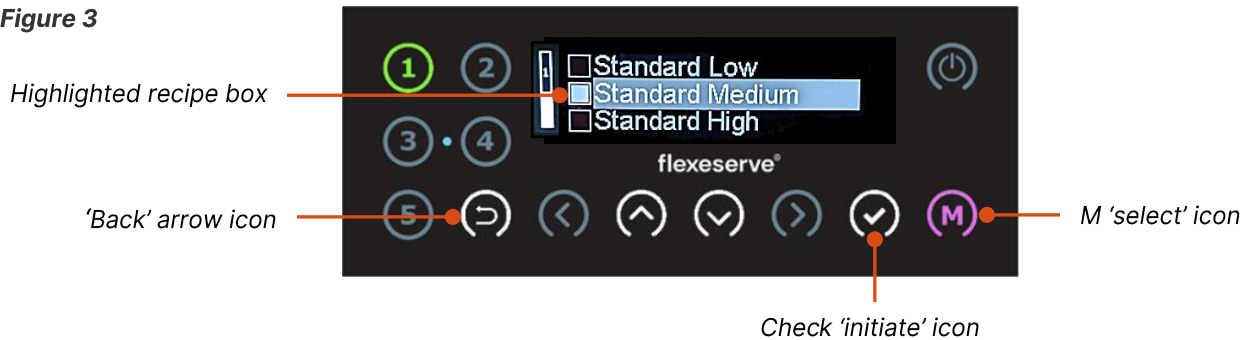 Figure 3
1 2
1
Standard Low
Highlighted recipe box
Standard Medium
Standard High
3 4
flexeserve®
'Back' arrow icon
5
M
M 'select' icon
Check 'initiate' icon